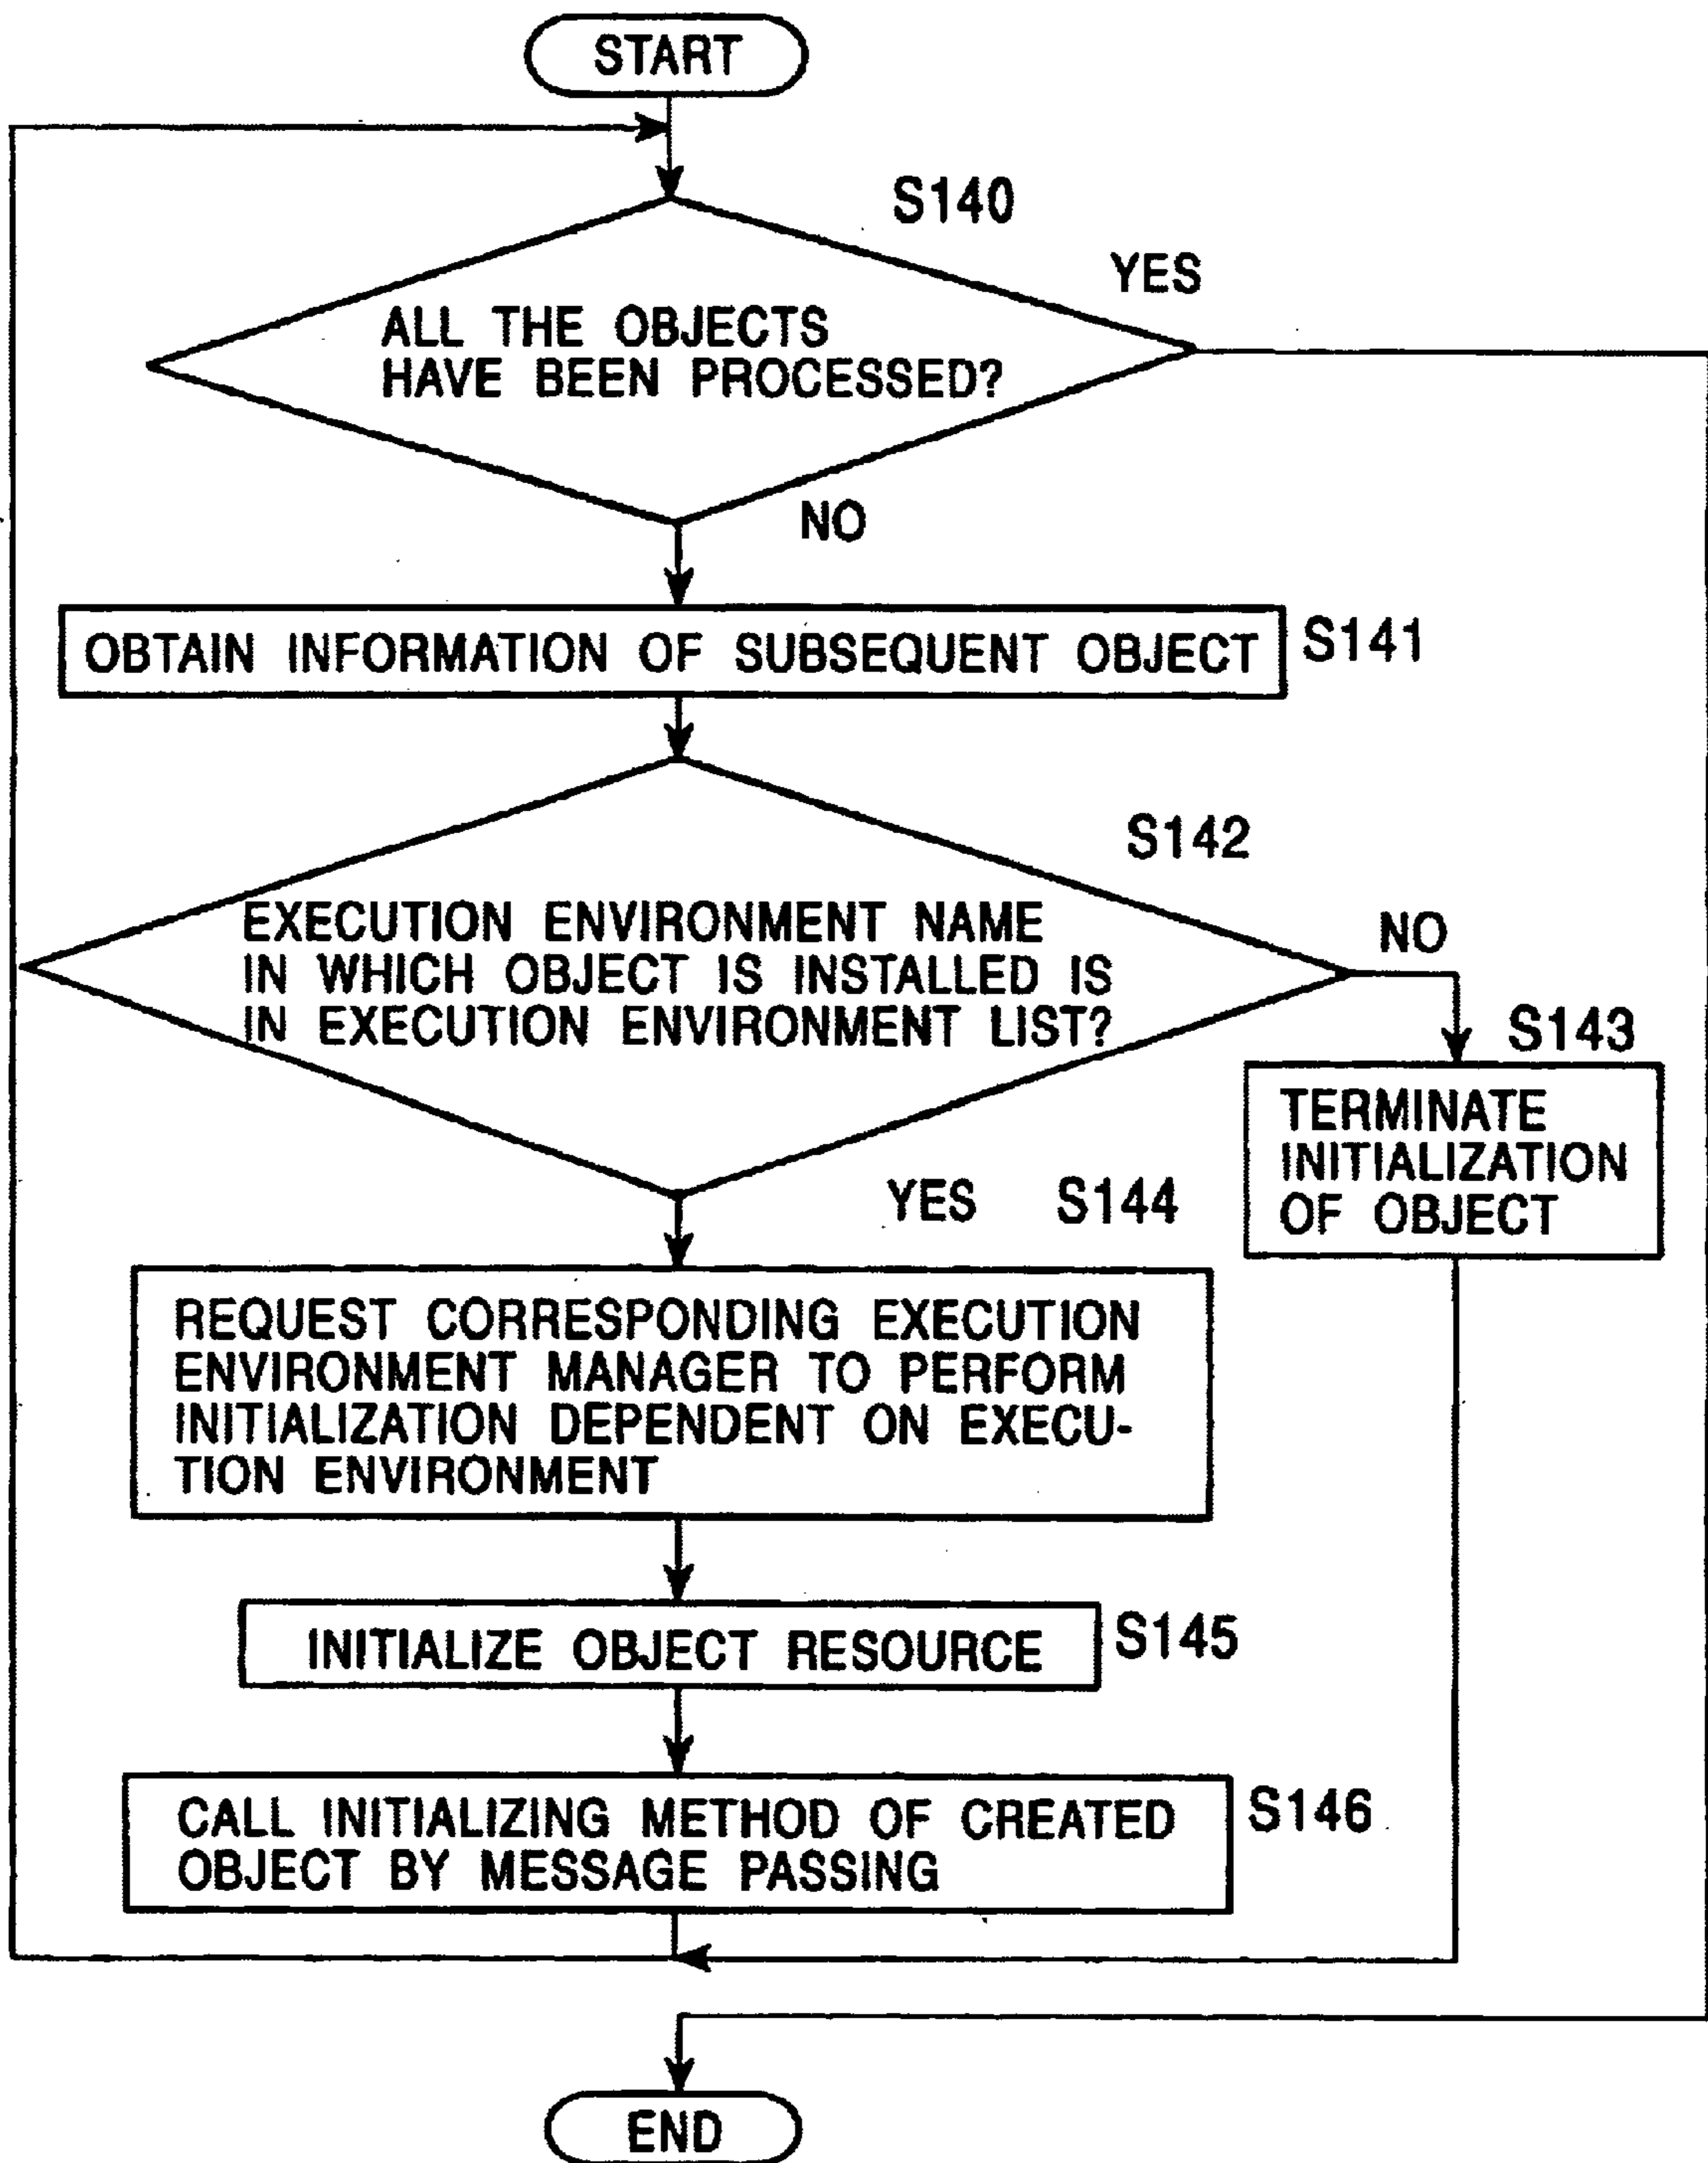 START
S140
YES
ALL THE OBJECTS
HAVE BEEN PROCESSED?
NO
OBTAIN INFORMATION OF SUBSEQUENT OBJECT
S141
S142
EXECUTION ENVIRONMENT NAME
IN WHICH OBJECT IS INSTALLED IS
IN EXECUTION ENVIRONMENT LIST?
NO
S143
TERMINATE
INITIALIZATION
OF OBJECT
YES
S144
REQUEST CORRESPONDING EXECUTION
ENVIRONMENT MANAGER TO PERFORM
INITIALIZATION DEPENDENT ON EXECU-
TION ENVIRONMENT
INITIALIZE OBJECT RESOURCE
S145
CALL INITIALIZING METHOD OF CREATED
OBJECT BY MESSAGE PASSING
S146
END